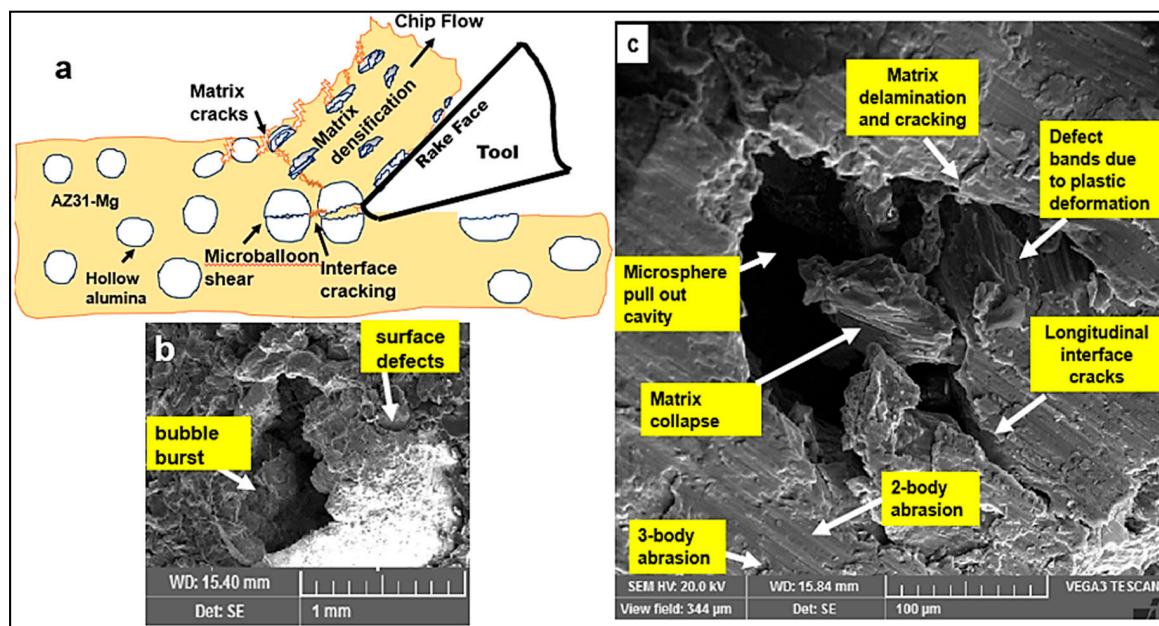 a
Chip Flow
Matrix
cracks
Matrix
densification
Rake Face
Tool
AZ31-Mg
Hollow
alumina
Microballoon
shear
Interface
cracking
b
surface
defects
bubble
burst
WD: 15.40 mm
Det: SE
1 mm
c
Matrix
delamination
and cracking
Defect
bands due
to plastic
deformation
Microsphere
pull out
cavity
Longitudinal
interface
cracks
Matrix
collapse
2-body
abrasion
3-body
abrasion
SEM HV: 20.0 kV
WD: 15.84 mm
VEGA3 TESCAN
View field: 344 µm
Det: SE
100 µm